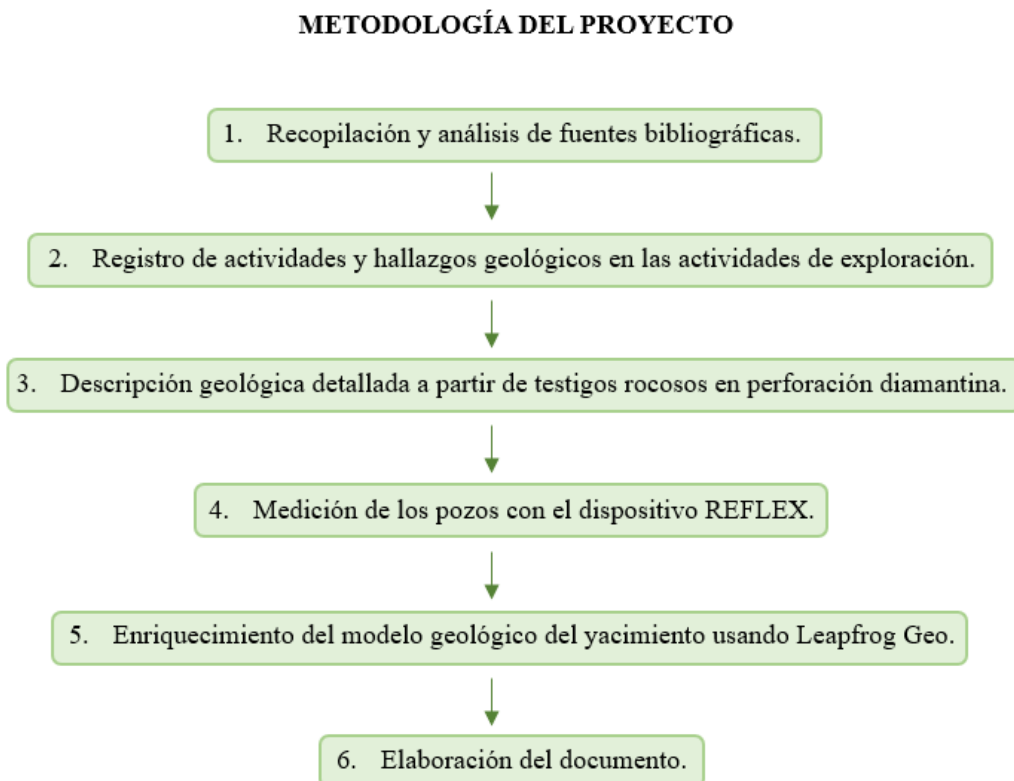 METODOLOGÍA DEL PROYECTO
1. Recopilación y análisis de fuentes bibliográficas.
2. Registro de actividades y hallazgos geológicos en las actividades de exploración.
3. Descripción geológica detallada a partir de testigos rocosos en perforación diamantina.
4. Medición de los pozos con el dispositivo REFLEX.
5. Enriquecimiento del modelo geológico del yacimiento usando Leapfrog Geo.
6. Elaboración del documento.